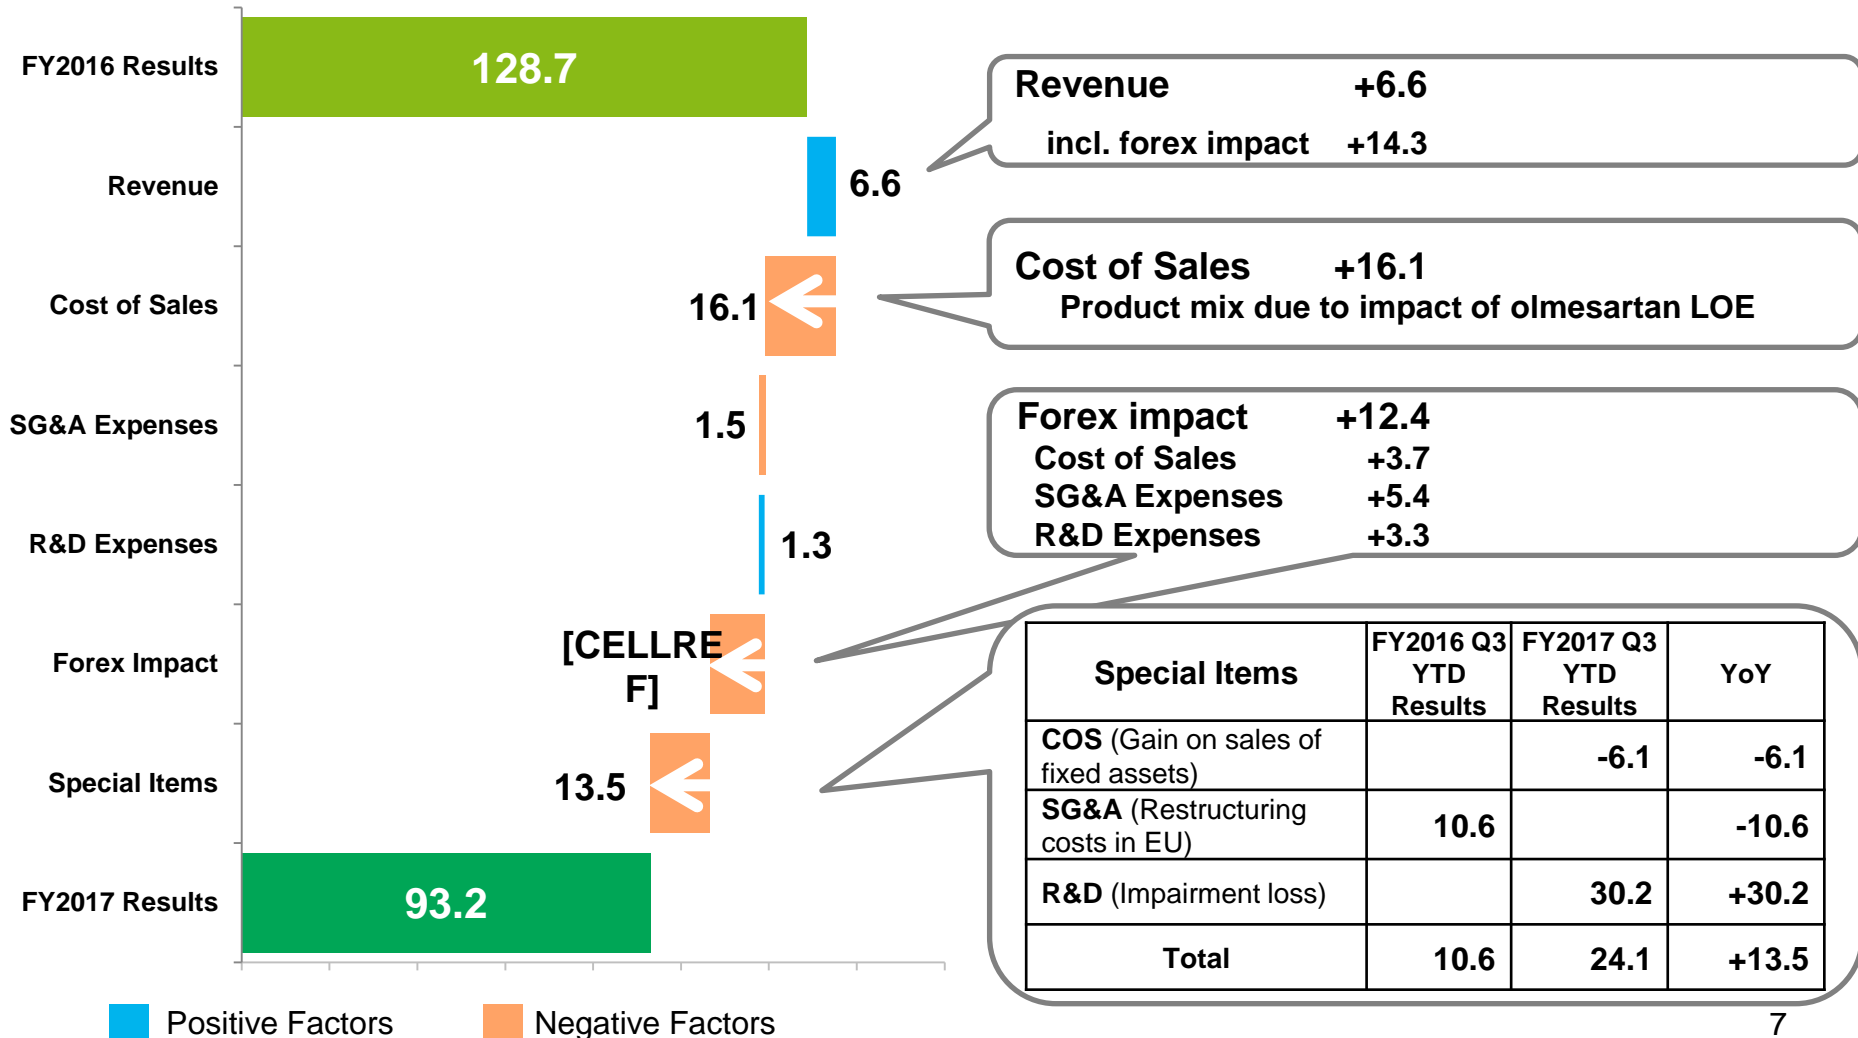 FY2016 Results
128.7
Revenue
6.6
Cost of Sales
16.1
SG&A Expenses
1.5
R&D Expenses
1.3
Forex Impact
[CELLRE
F]
Special Items
13.5
FY2017 Results
93.2
Positive Factors
Negative Factors
Revenue +6.6
incl. forex impact +14.3
Cost of Sales +16.1
Product mix due to impact of olmesartan LOE
Forex impact +12.4
Cost of Sales +3.7
SG&A Expenses +5.4
R&D Expenses +3.3
Special Items
FY2016 Q3
YTD
Results
FY2017 Q3
YTD
Results
YoY
COS (Gain on sales of
fixed assets)
-6.1
-6.1
SG&A (Restructuring
costs in EU)
10.6
-10.6
R&D (Impairment loss)
30.2
+30.2
Total
10.6
24.1
+13.5
7